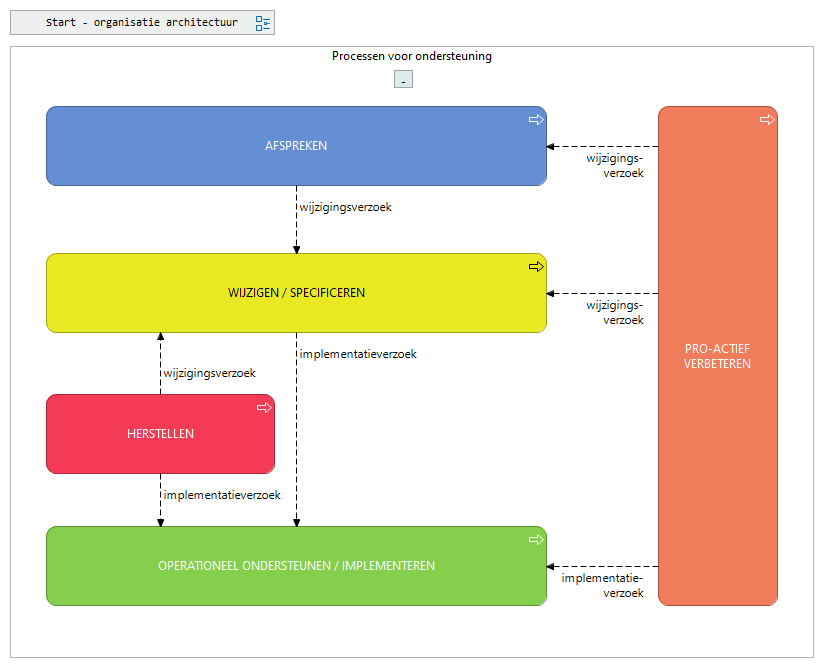 Start - organisatie architectuur
Processen voor ondersteuning
-
AFSPREKEN
wijzigings-
verzoek
wijzigingsverzoek
WIJZIGEN / SPECIFICEREN
wijzigings-
verzoek
implementatieverzoek
PRO-ACTIEF
VERBETEREN
wijzigingsverzoek
HERSTELLEN
implementatieverzoek
OPERATIONEEL ONDERSTEUNEN / IMPLEMENTEREN
implementatie-
verzoek